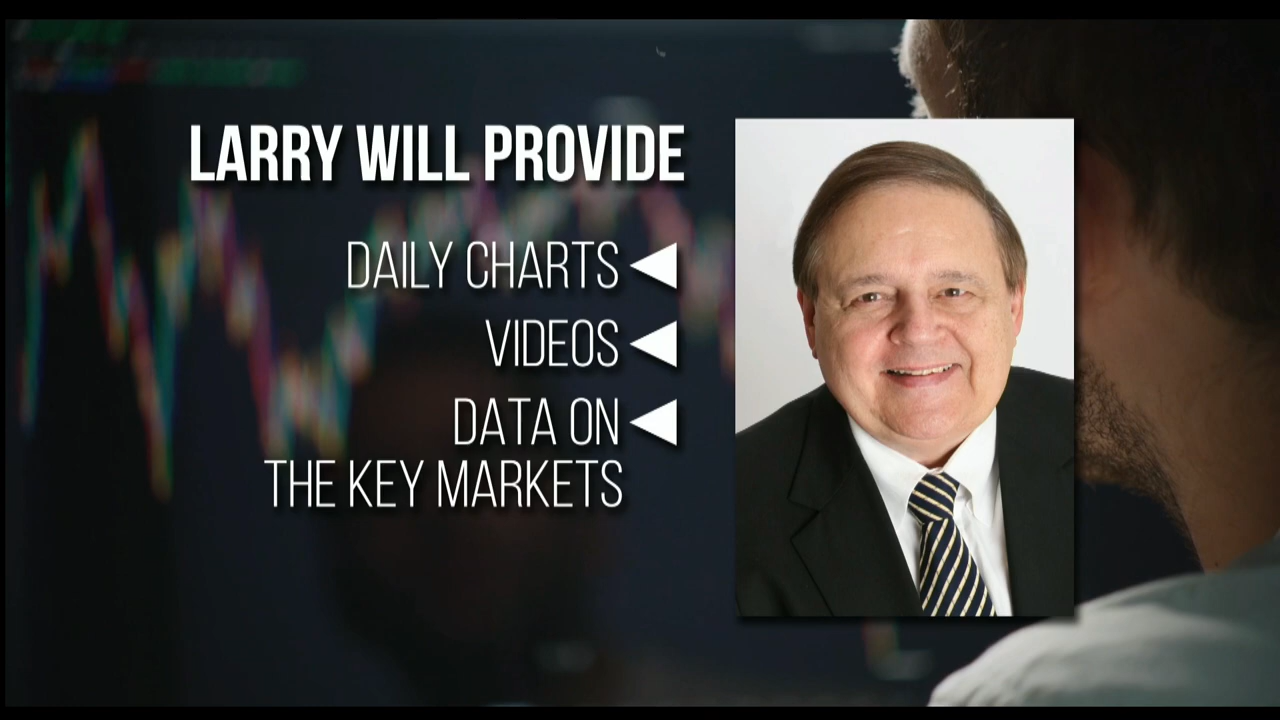 LARRY WILL PROVIDE
DAILY CHARTS
VIDEOS
DATA ON
THE KEY MARKETS